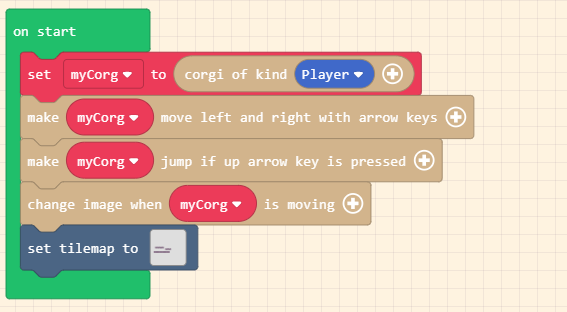 on start
set myCorg to corgi of kind Player
make myCorg move left and right with arrow keys
make myCorg jump if up arrow key is pressed
change image when myCorg is moving
set tilemap to